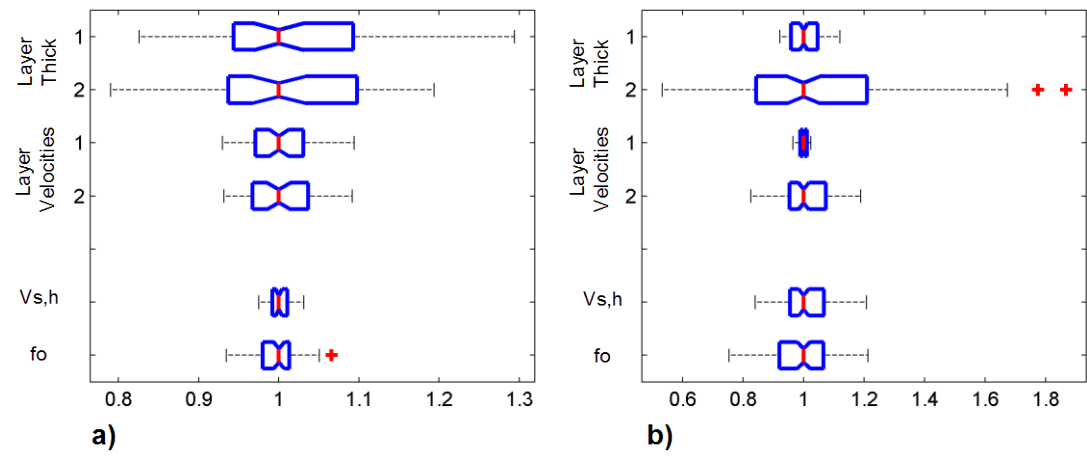 Layer
Thick
1
2
Layer
Velocities
1
2
Vs,h
fo
0.8 0.9 1 1.1 1.2 1.3
a)
Layer
Thick
1
2
Layer
Velocities
1
2
Vs,h
fo
0.6 0.8 1 1.2 1.4 1.6 1.8
b)